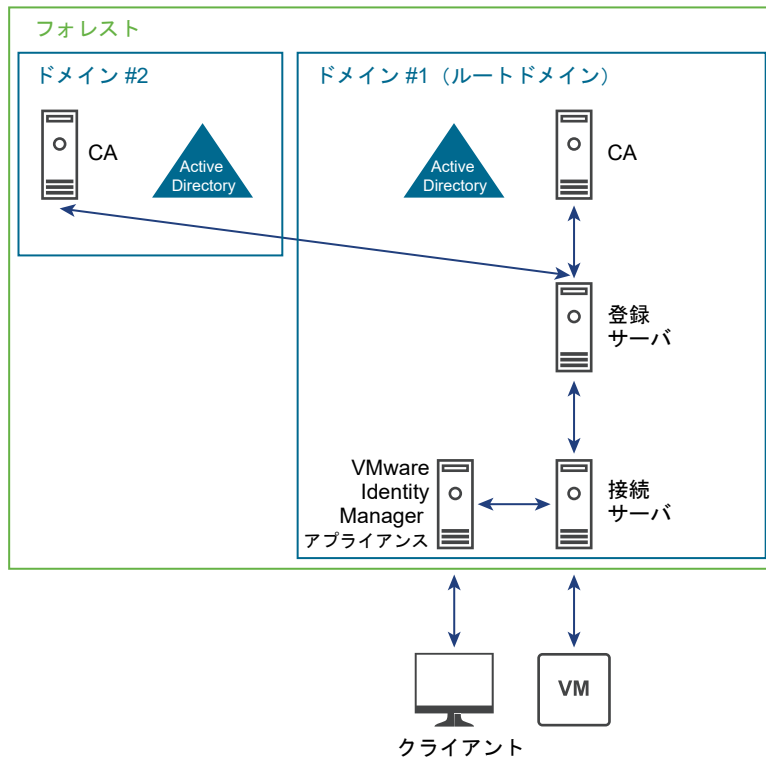 フォレスト
ドメイン #2
ドメイン #1（ルートドメイン）
CA
Active
Directory
Active
Directory
CA
登録
サーバ
VMware
Identity
Manager
アプライアンス
接続
サーバ
クライアント
VM